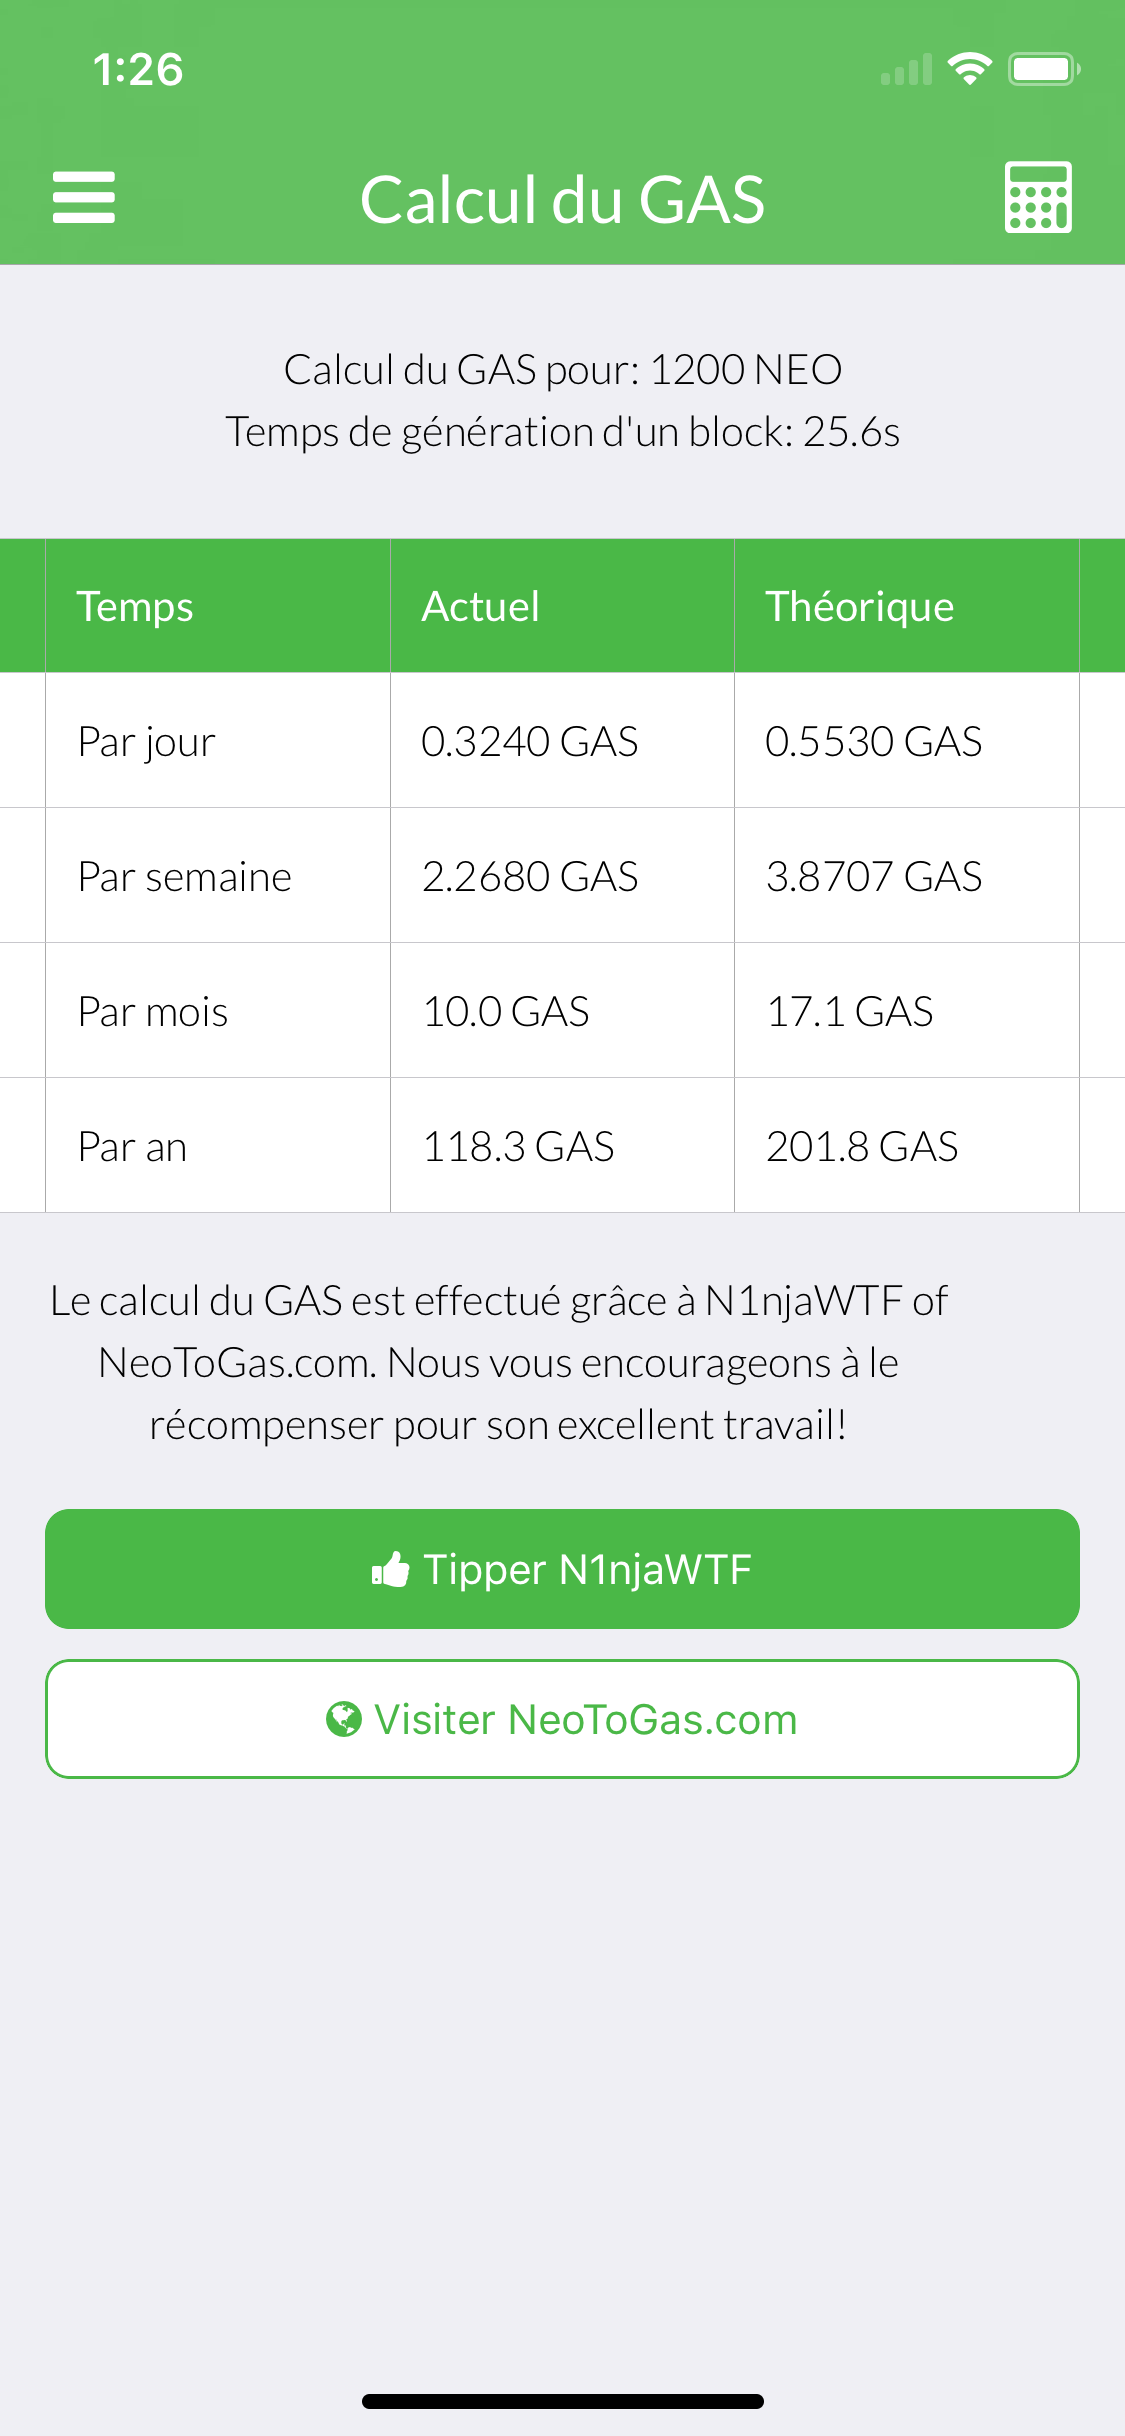 1:26
Calcul du GAS
Calcul du GAS pour: 1200 NEO
Temps de génération d'un block: 25.6s
Temps Actuel Théorique
Par jour 0.3240 GAS 0.5530 GAS
Par semaine 2.2680 GAS 3.8707 GAS
Par mois 10.0 GAS 17.1 GAS
Par an 118.3 GAS 201.8 GAS
Le calcul du GAS est effectué grâce à N1njaWTF of
NeoToGas.com. Nous vous encourageons à le
récompenser pour son excellent travail!
Tipper N1njaWTF
Visiter NeoToGas.com